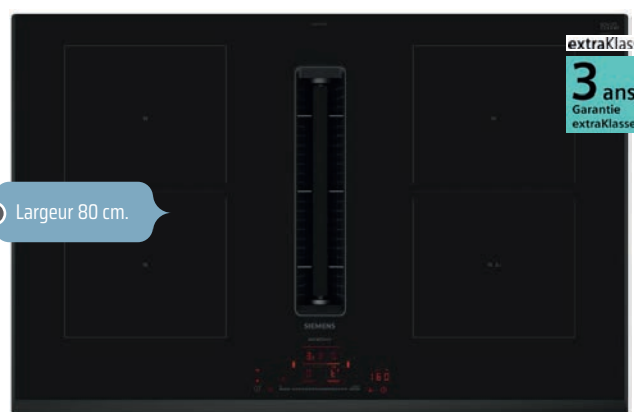 extraKlas
3 ans
Garantie
extraKlasse
Largeur 80 cm.
SIEMENS